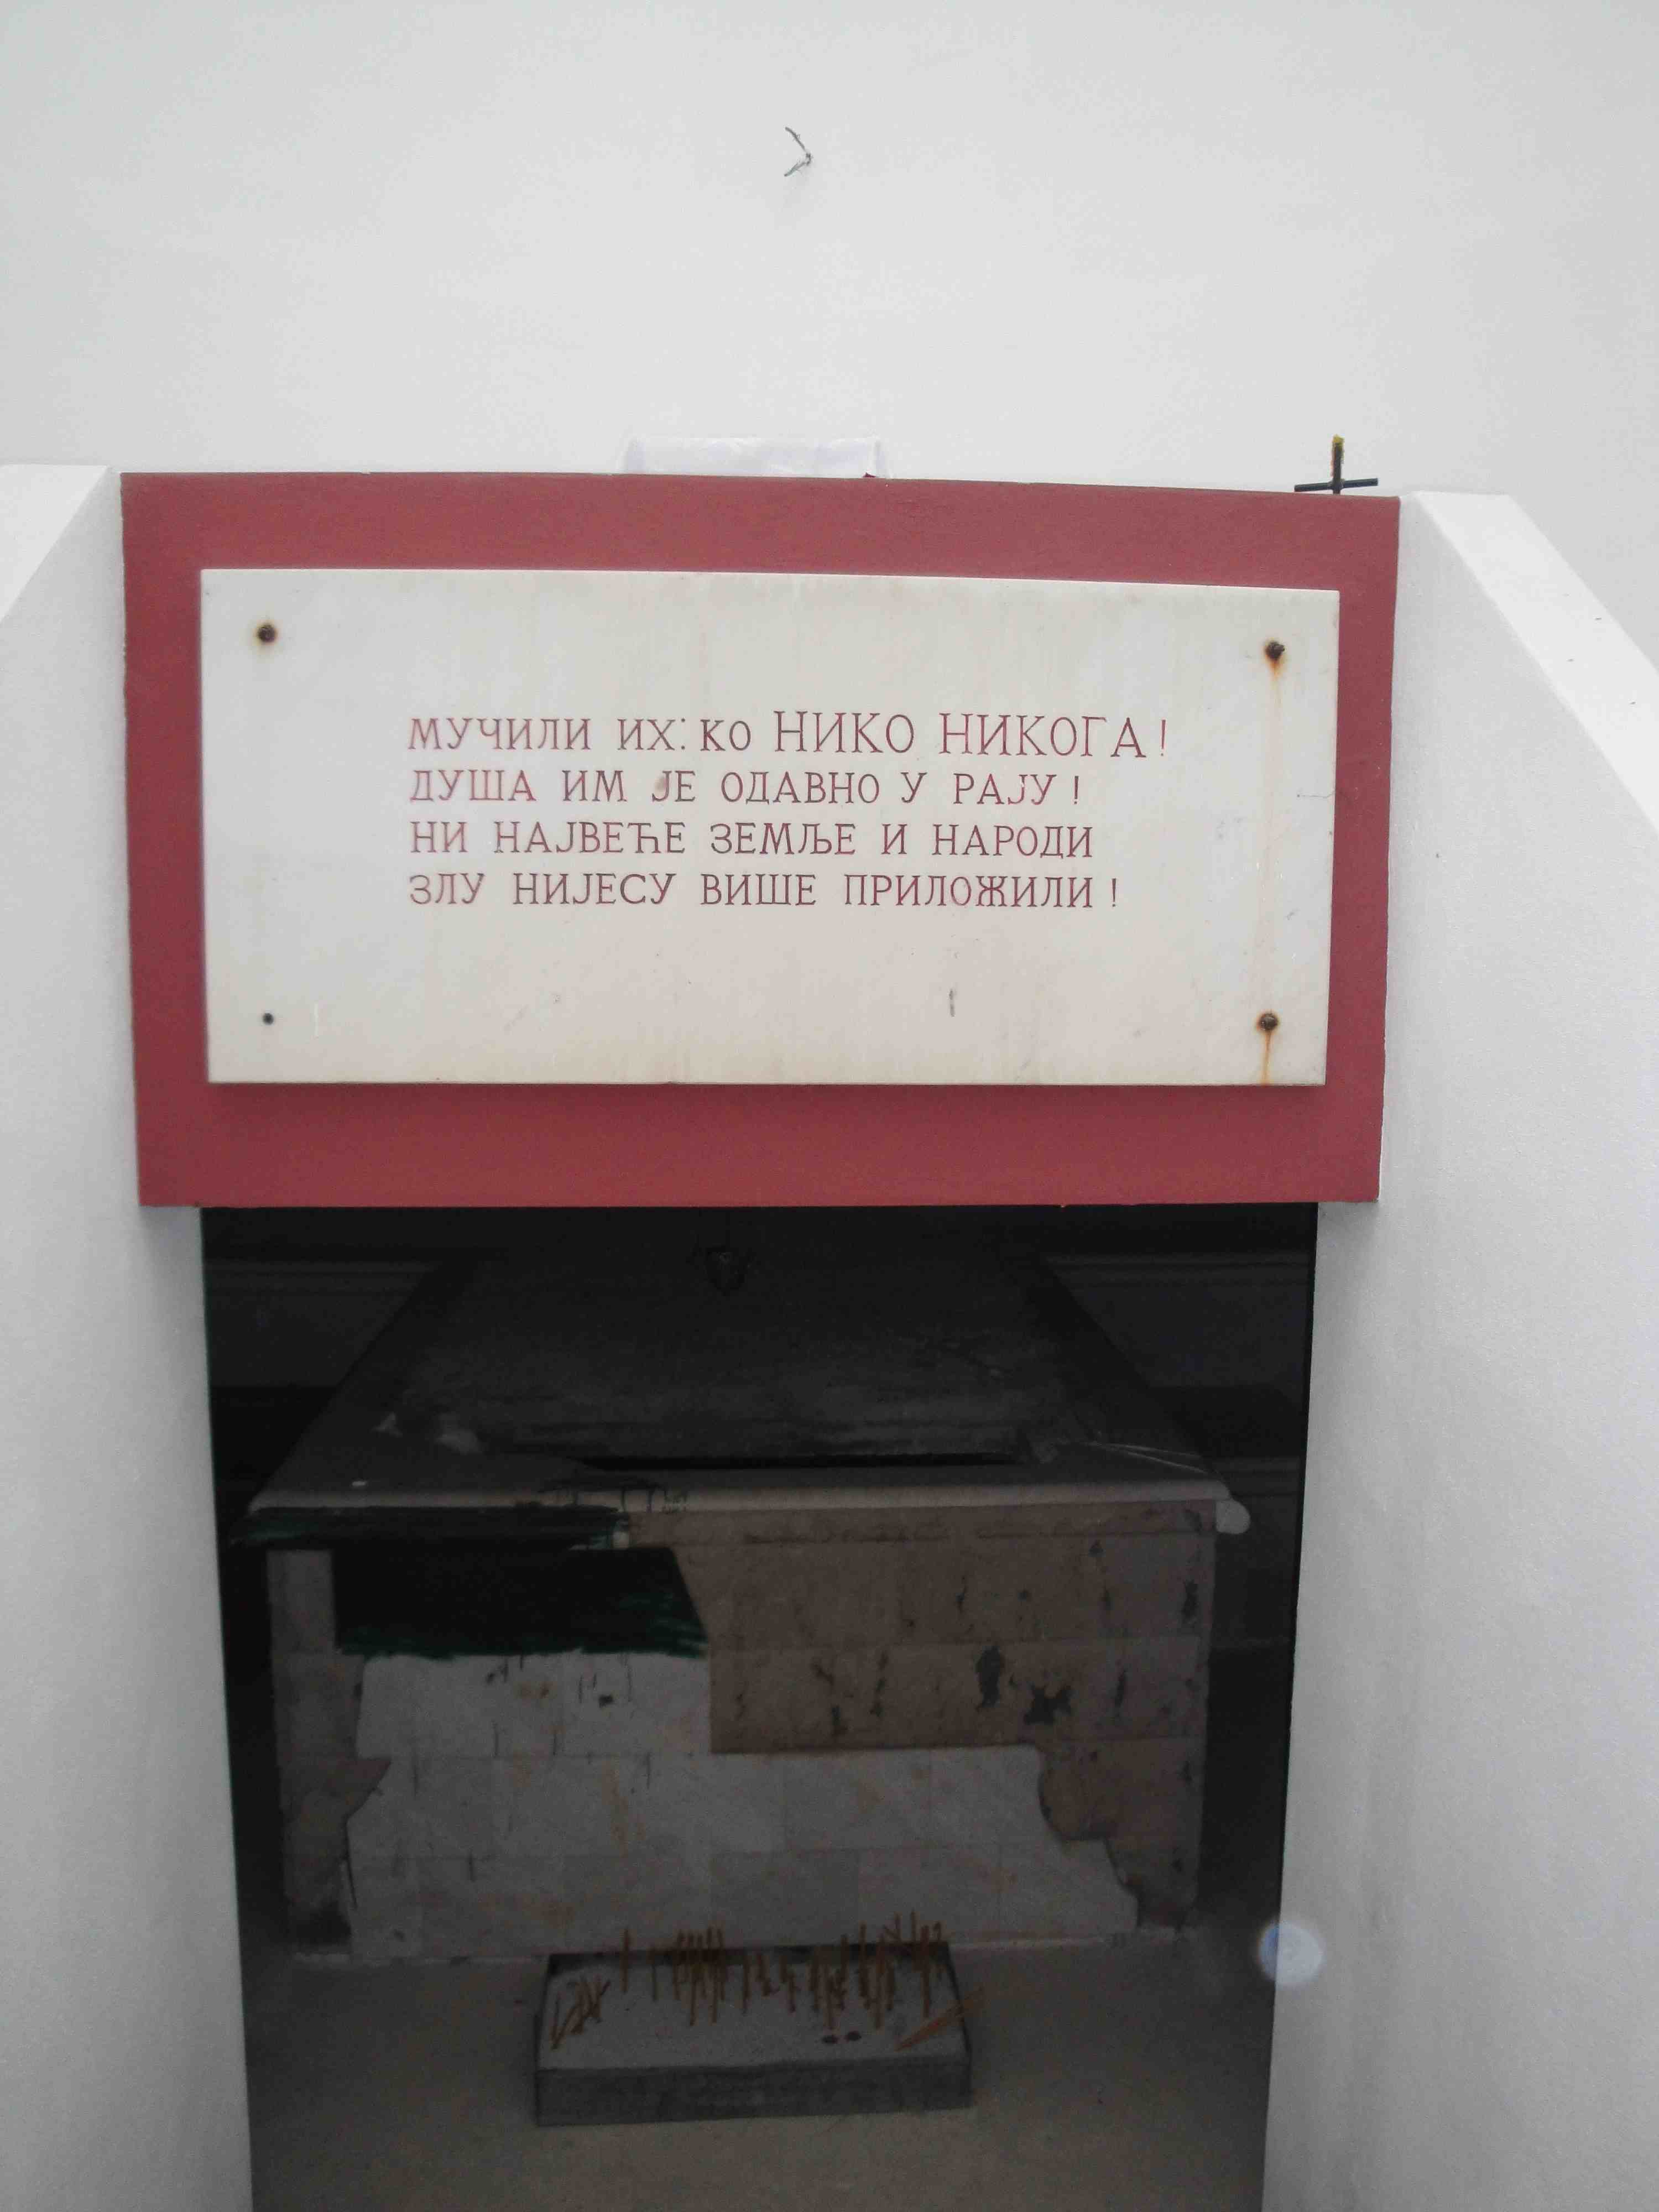 МУЧИЛИ ИХ: КО НИКО НИКОГА!
ДУША ИМ ЈЕ ОДАВНО У РАЈУ!
НИ НАЈВЕЋЕ ЗЕМЉЕ И НАРОДИ
ЗЛУ НИЈЕСУ ВИШЕ ПРИЛОЖИЛИ!